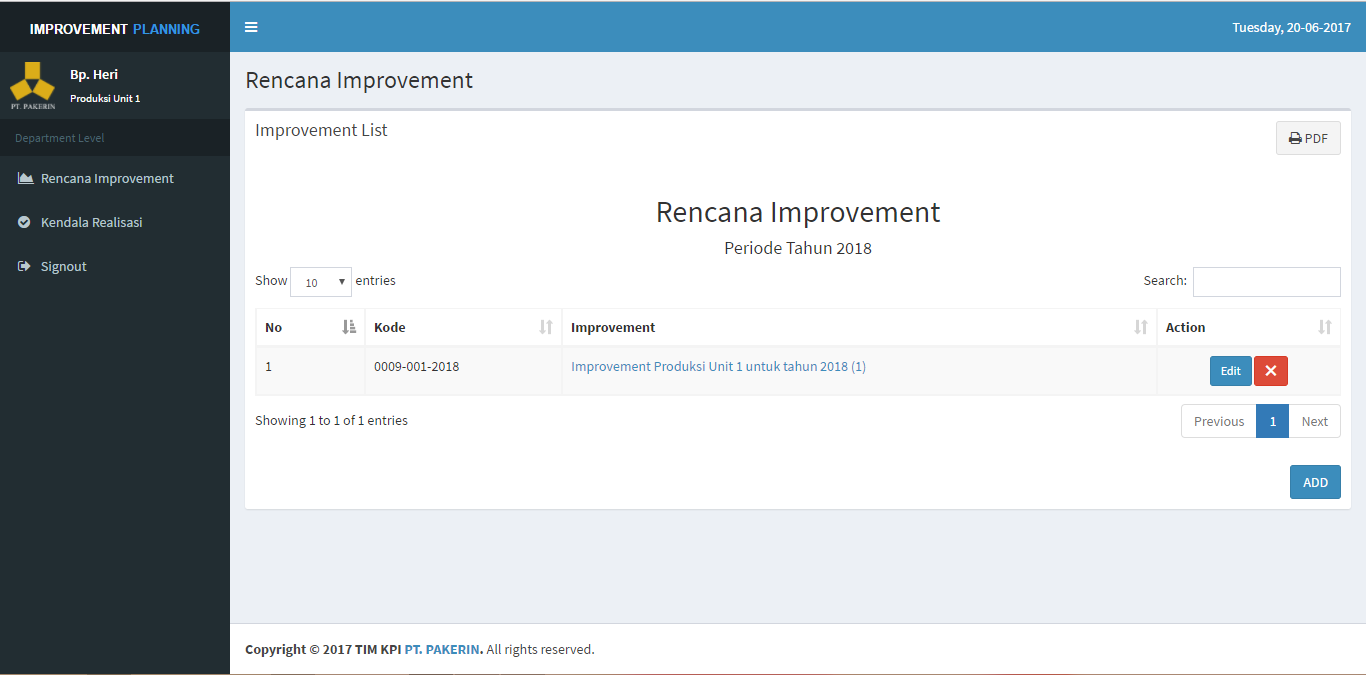 IMPROVEMENT PLANNING
Tuesday, 20-06-2017
Bp. Heri
Produksi Unit 1
PT. PAKERIN
Department Level
Rencana Improvement
Kendala Realisasi
Signout
Rencana Improvement
Improvement List
PDF
Rencana Improvement
Periode Tahun 2018
Show 10 entries
Search:
No Kode Improvement Action
1 0009-001-2018 Improvement Produksi Unit 1 untuk tahun 2018 (1) Edit
Showing 1 to 1 of 1 entries
Previous 1 Next
ADD
Copyright © 2017 TIM KPI PT. PAKERIN. All rights reserved.